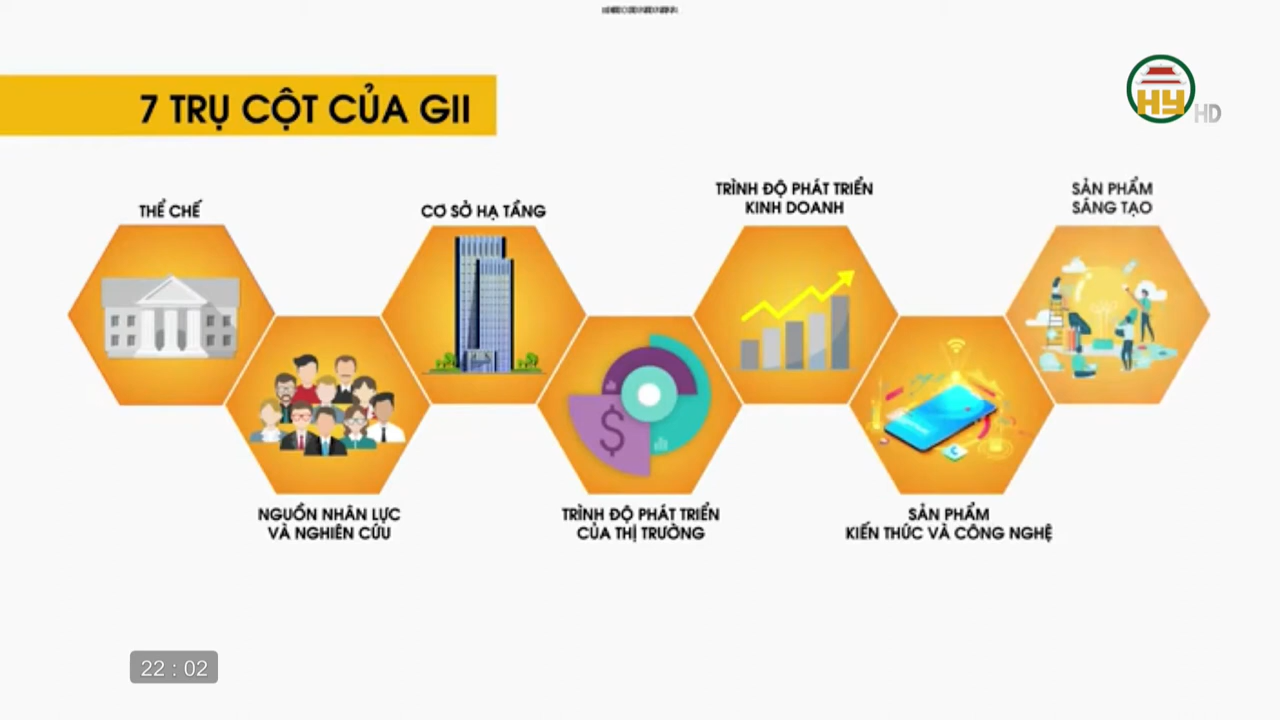 7 TRỤ CỘT CỦA GII
HY HD
THỂ CHẾ
NGUỒN NHÂN LỰC
VÀ NGHIÊN CỨU
CƠ SỞ HẠ TẦNG
TRÌNH ĐỘ PHÁT TRIỂN
CỦA THỊ TRƯỜNG
TRÌNH ĐỘ PHÁT TRIỂN
KINH DOANH
SẢN PHẨM
KIẾN THỨC VÀ CÔNG NGHỆ
SẢN PHẨM
SÁNG TẠO
22 : 02